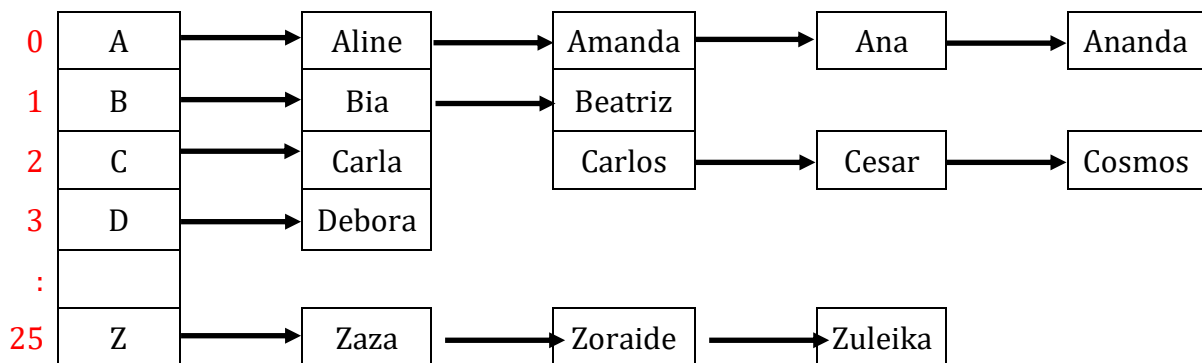 0 A Aline Amanda Ana Ananda
1 B Bia Beatriz
2 C Carla Carlos Cesar Cosmos
3 D Debora
:
25 Z Zaza Zoraide Zuleika